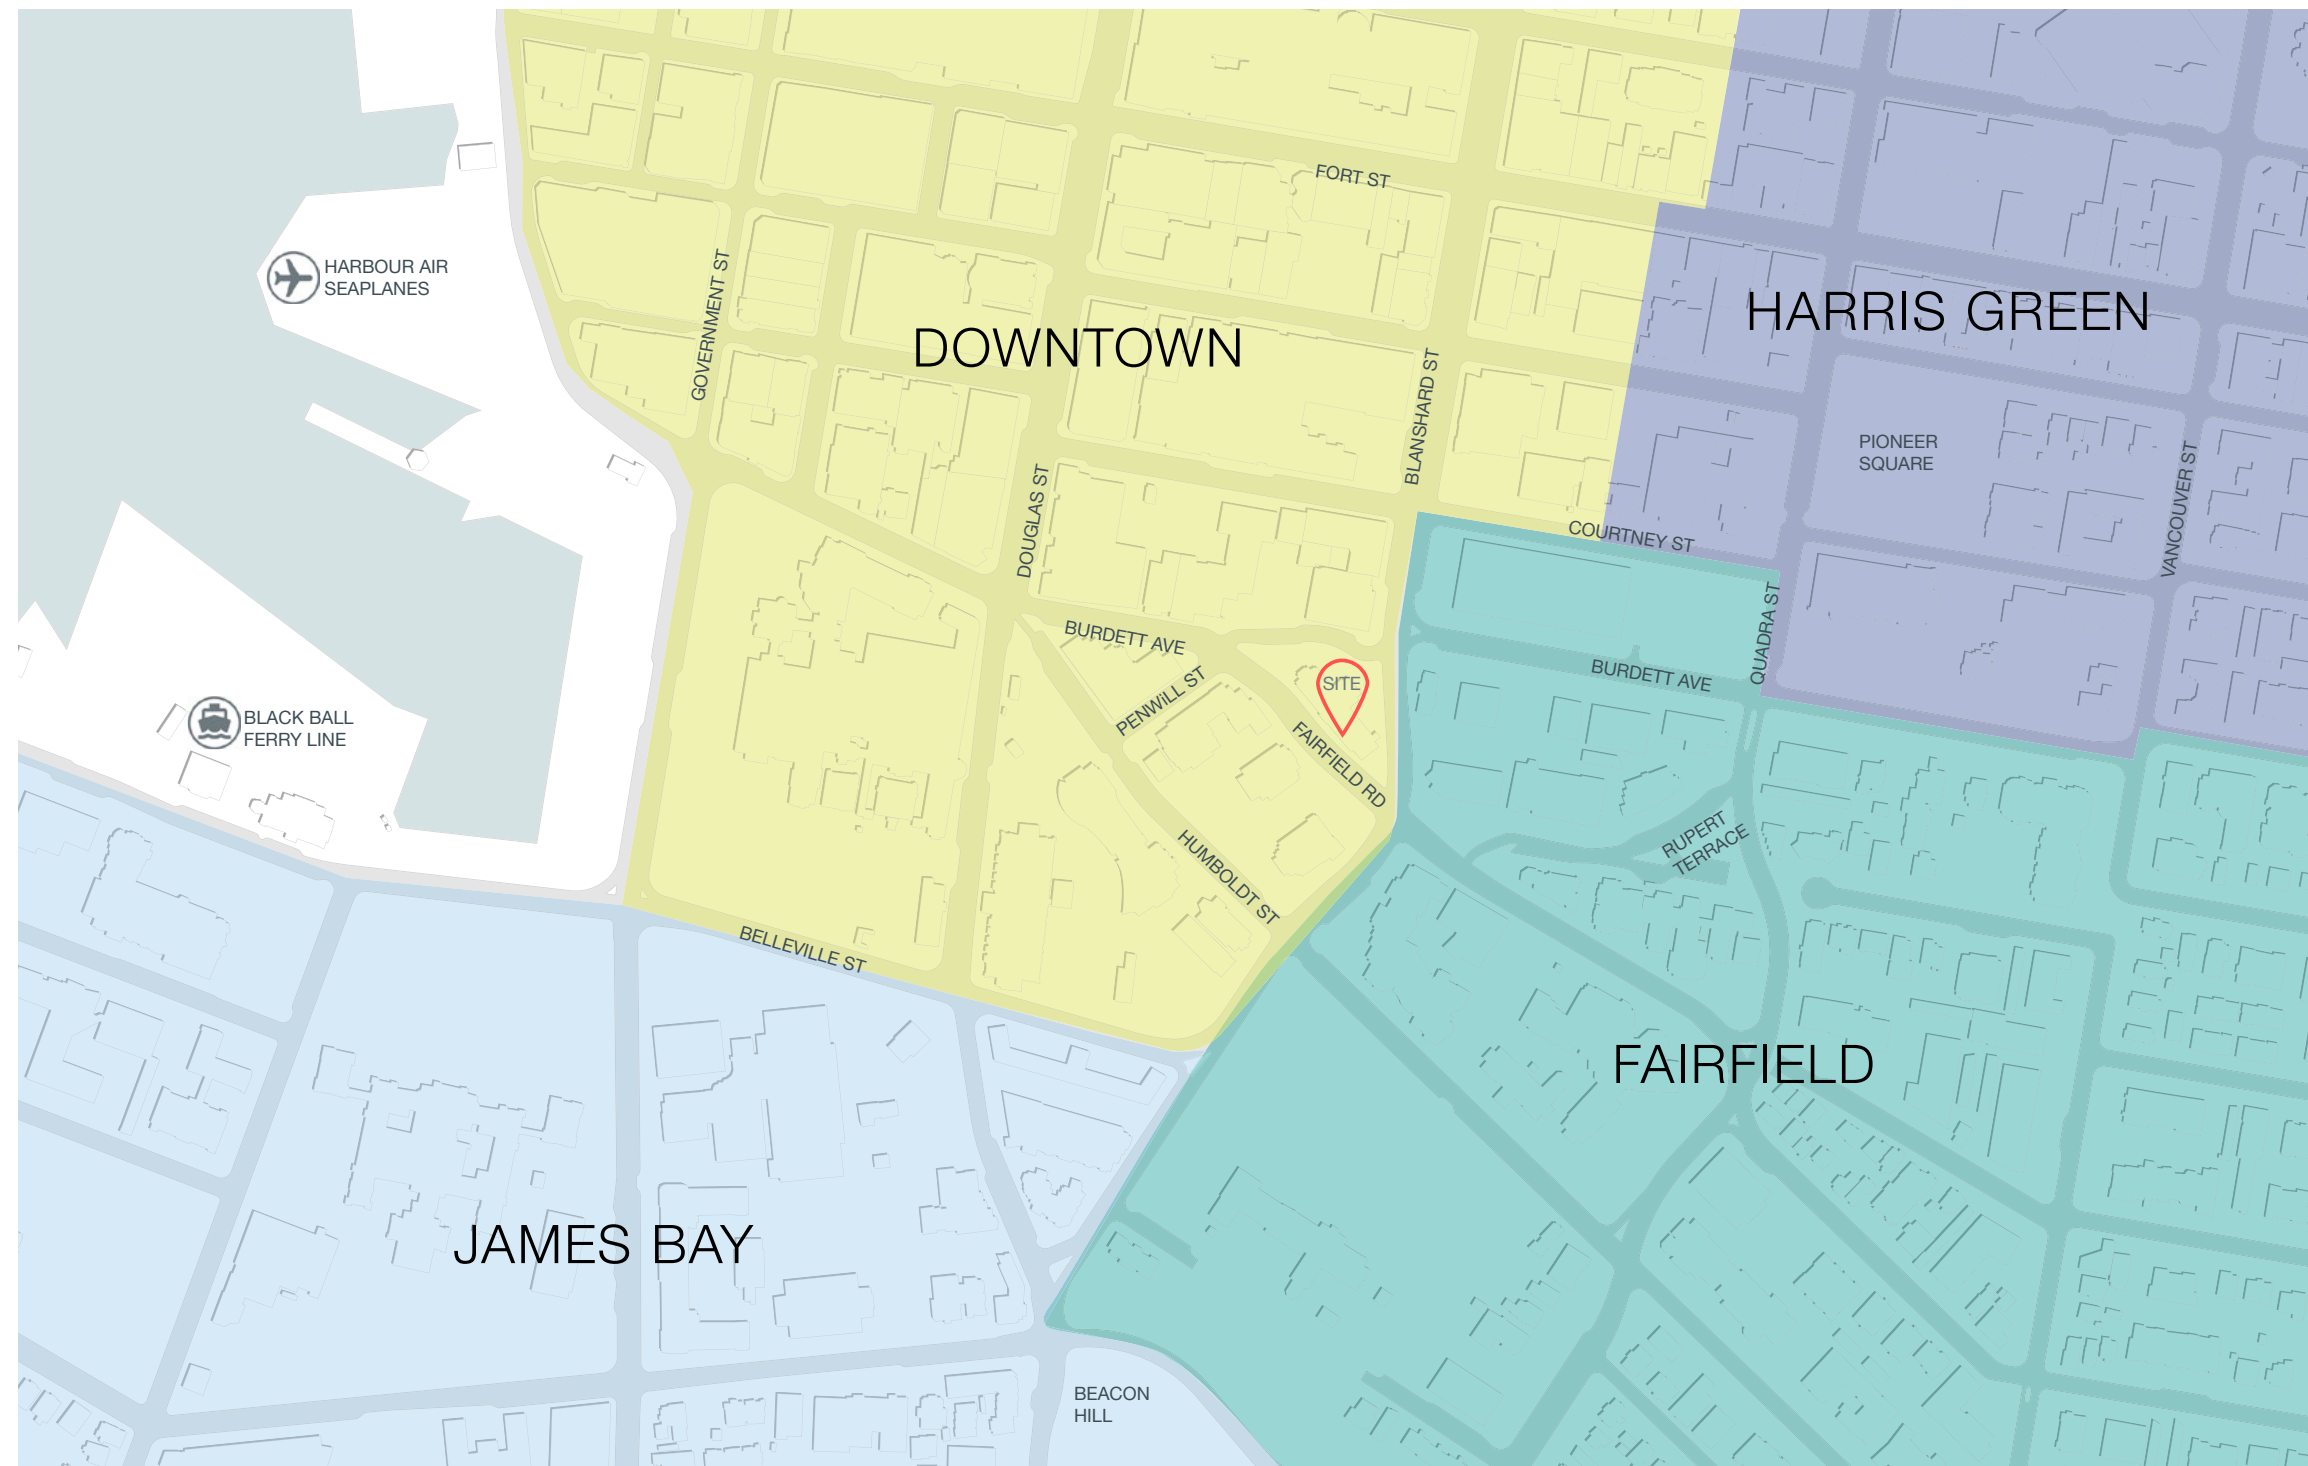 FORT ST
HARBOUR AIR
SEAPLANES
GOVERNMENT ST
HARRIS GREEN
DOWNTOWN
BLANSHARD ST
PIONEER
SQUARE
VANCOUVER ST
DOUGLAS ST
COURTNEY ST
QUADRA ST
BURDETT AVE
BURDETT AVE
SITE
PENWiLL ST
BLACK BALL
FERRY LINE
FAIRFIELD RD
RUPERT
TERRACE
HUMBOLDT ST
BELLEVILLE ST
FAIRFIELD
JAMES BAY
BEACON
HILL